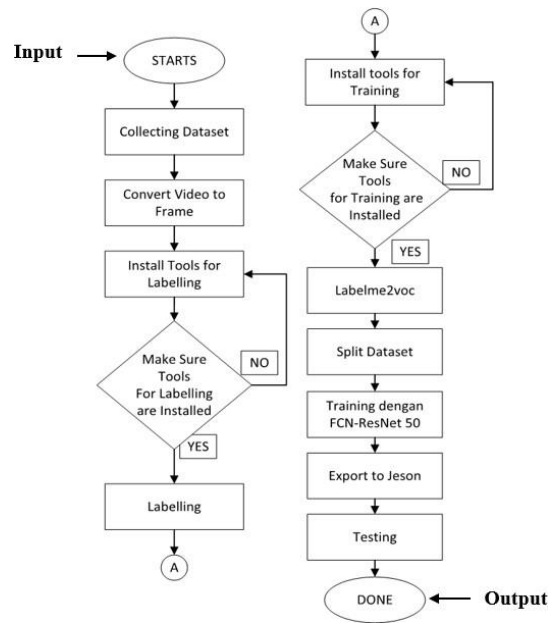 Input
STARTS
Collecting Dataset
Convert Video to
Frame
Install Tools for
Labelling
Make Sure
Tools
For Labelling
are Installed
NO
YES
Labelling
A
A
Install tools for
Training
Make Sure
Tools
for Training are
Installed
NO
YES
Labelme2voc
Split Dataset
Training dengan
FCN-ResNet 50
Export to Jeson
Testing
DONE
Output